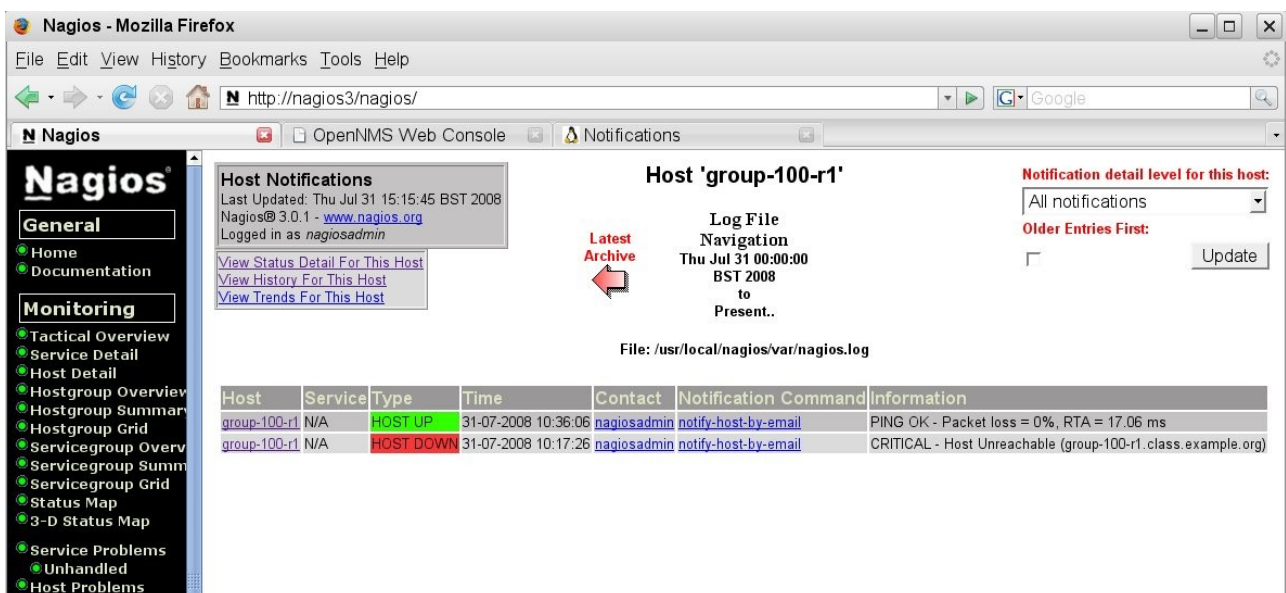 Nagios - Mozilla Firefox
File Edit View History Bookmarks Tools Help
N http://nagios3/nagios/
G Google
N Nagios
OpenNMS Web Console
Notifications
Nagios®
General
Home
Documentation
Monitoring
Tactical Overview
Service Detail
Host Detail
Hostgroup Overview
Hostgroup Summary
Hostgroup Grid
Servicegroup Overv
Servicegroup Summ
Servicegroup Grid
Status Map
3-D Status Map
Service Problems
Unhandled
Host Problems
Host Notifications
Last Updated: Thu Jul 31 15:15:45 BST 2008
Nagios® 3.0.1 - www.nagios.org
Logged in as nagiosadmin
View Status Detail For This Host
View History For This Host
View Trends For This Host
Host 'group-100-r1'
Latest
Archive
Log File
Navigation
Thu Jul 31 00:00:00
BST 2008
to
Present..
File: /usr/local/nagios/var/nagios.log
Notification detail level for this host:
All notifications
Older Entries First:
Update
Host Service Type Time Contact Notification Command Information
group-100-r1 N/A HOST UP 31-07-2008 10:36:06 nagiosadmin notify-host-by-email PING OK - Packet loss = 0%, RTA = 17.06 ms
group-100-r1 N/A HOST DOWN 31-07-2008 10:17:26 nagiosadmin notify-host-by-email CRITICAL - Host Unreachable (group-100-r1.class.example.org)